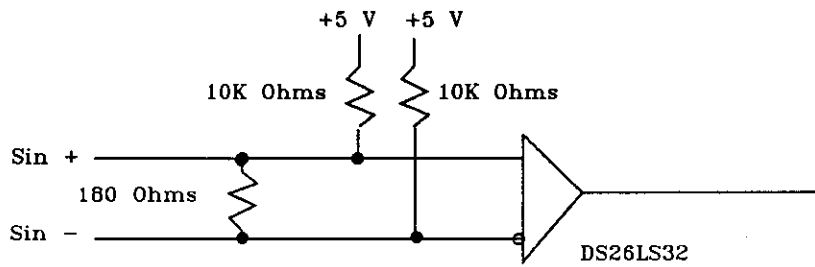 +5 V +5 V
10K Ohms 10K Ohms
Sin +
180 Ohms
Sin -
DS26LS32